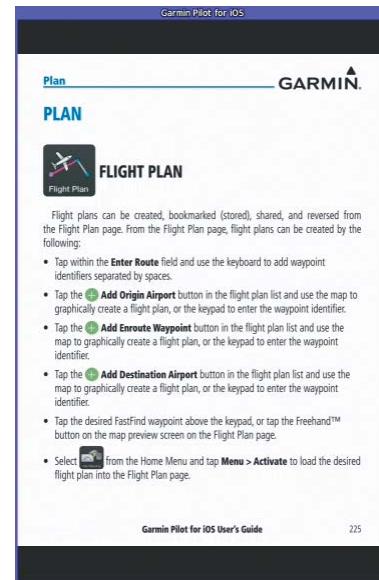 Garmin Pilot for iOS
Plan
GARMIN.
PLAN
Flight Plan
FLIGHT PLAN
Flight plans can be created, bookmarked (stored), shared, and reversed from
the Flight Plan page. From the Flight Plan page, flight plans can be created by the
following:
• Tap within the Enter Route field and use the keyboard to add waypoint
identifiers separated by spaces.
• Tap the Add Origin Airport button in the flight plan list and use the map to
graphically create a flight plan, or the keypad to enter the waypoint identifier.
• Tap the Add Enroute Waypoint button in the flight plan list and use the
map to graphically create a flight plan, or the keypad to enter the waypoint
identifier.
• Tap the Add Destination Airport button in the flight plan list and use the
map to graphically create a flight plan, or the keypad to enter the waypoint
identifier.
• Tap the desired FastFind waypoint above the keypad, or tap the Freehand™
button on the map preview screen on the Flight Plan page.
• Select from the Home Menu and tap Menu > Activate to load the desired
flight plan into the Flight Plan page.
Garmin Pilot for iOS User's Guide 225